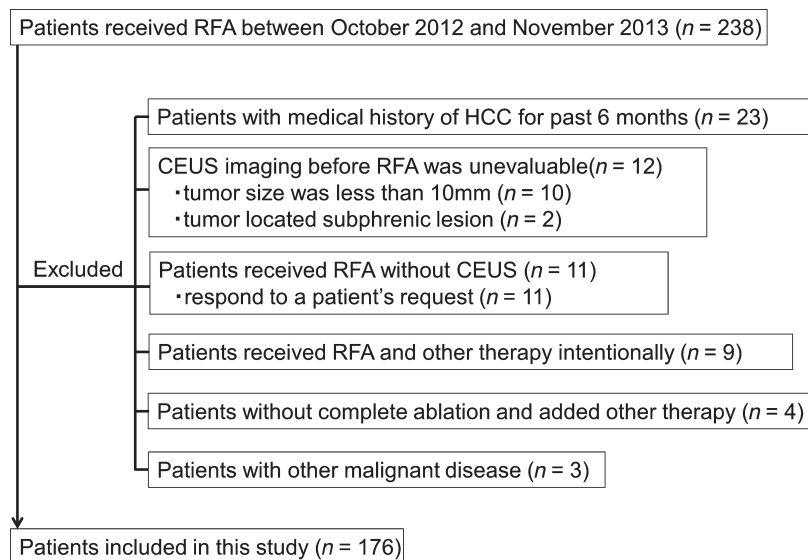 Patients received RFA between October 2012 and November 2013 (n = 238)
Patients with medical history of HCC for past 6 months (n = 23)
CEUS imaging before RFA was unevaluable(n = 12)
・tumor size was less than 10mm (n = 10)
・tumor located subphrenic lesion (n = 2)
Excluded
Patients received RFA without CEUS (n = 11)
・respond to a patient's request (n = 11)
Patients received RFA and other therapy intentionally (n = 9)
Patients without complete ablation and added other therapy (n = 4)
Patients with other malignant disease (n = 3)
Patients included in this study (n = 176)